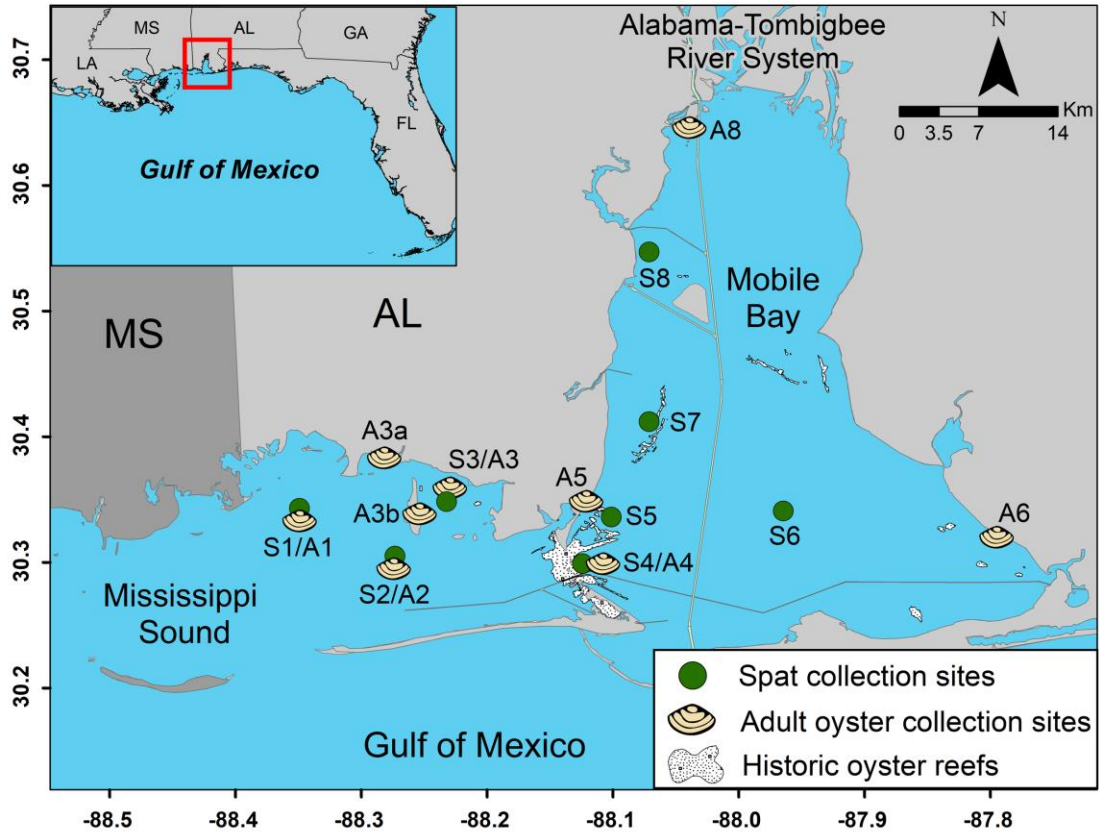 MS
AL
GA
LA
FL
Gulf of Mexico
Alabama-Tombigbee
River System
N
Km
0 3.5 7 14
A8
S8
Mobile
Bay
MS
AL
S7
A3a
S3/A3
A3b
A5
S5
S6
A6
S1/A1
S2/A2
S4/A4
Mississippi
Sound
Gulf of Mexico
Spat collection sites
Adult oyster collection sites
Historic oyster reefs
30.7
30.6
30.5
30.4
30.3
30.2
-88.5 -88.4 -88.3 -88.2 -88.1 -88.0 -87.9 -87.8